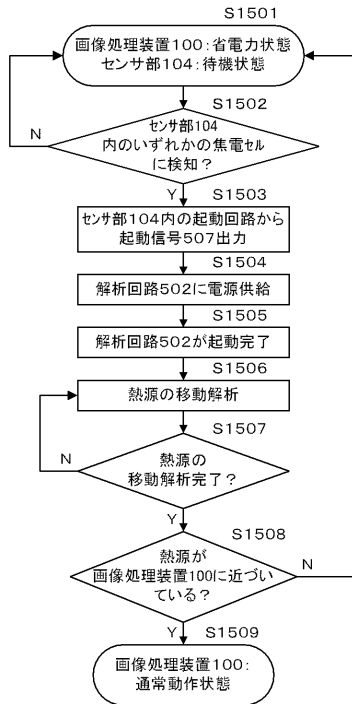 S1501
画像処理装置100:省電力状態
センサ部104:待機状態
S1502
N
センサ部104
内のいずれかの焦電セル
に検知?
Y
S1503
センサ部104内の起動回路から
起動信号507出力
S1504
解析回路502に電源供給
S1505
解析回路502が起動完了
S1506
熱源の移動解析
S1507
N
熱源の
移動解析完了?
Y
S1508
熱源が
画像処理装置100に近づい
ている?
N
Y
S1509
画像処理装置100:
通常動作状態